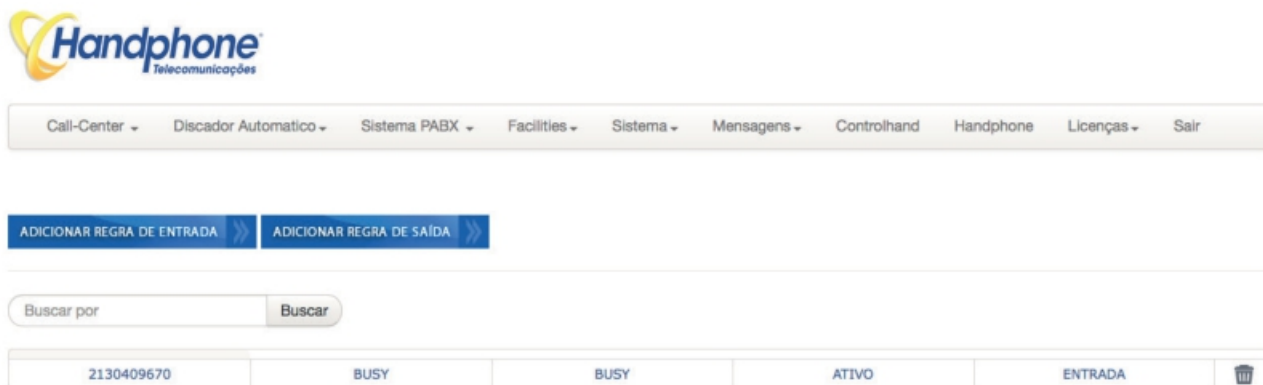 Handphone
Telecomunicações
Call-Center Discador Automatico Sistema PABX Facilities Sistema Mensagens Controlhand Handphone Licenças Sair
ADICIONAR REGRA DE ENTRADA ADICIONAR REGRA DE SAÍDA
Buscar por Buscar
2130409670 BUSY BUSY ATIVO ENTRADA